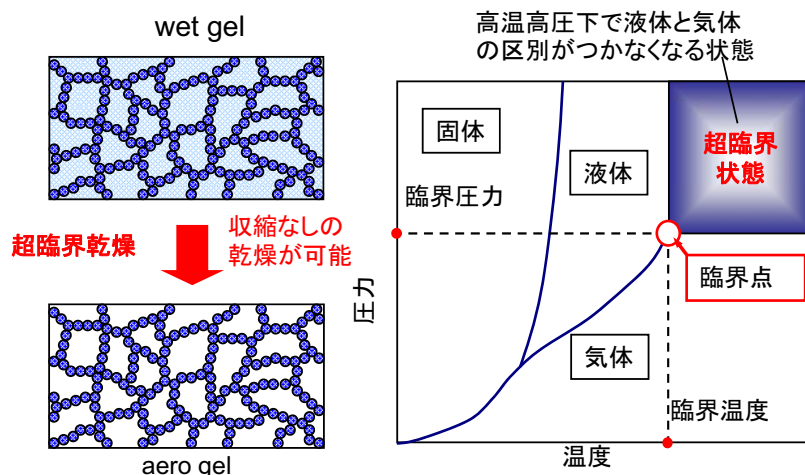 wet gel
超臨界乾燥
収縮なしの
乾燥が可能
aero gel
高温高圧下で液体と気体
の区別がつかなくなる状態
固体
液体
超臨界
状態
臨界圧力
臨界点
圧力
気体
臨界温度
温度